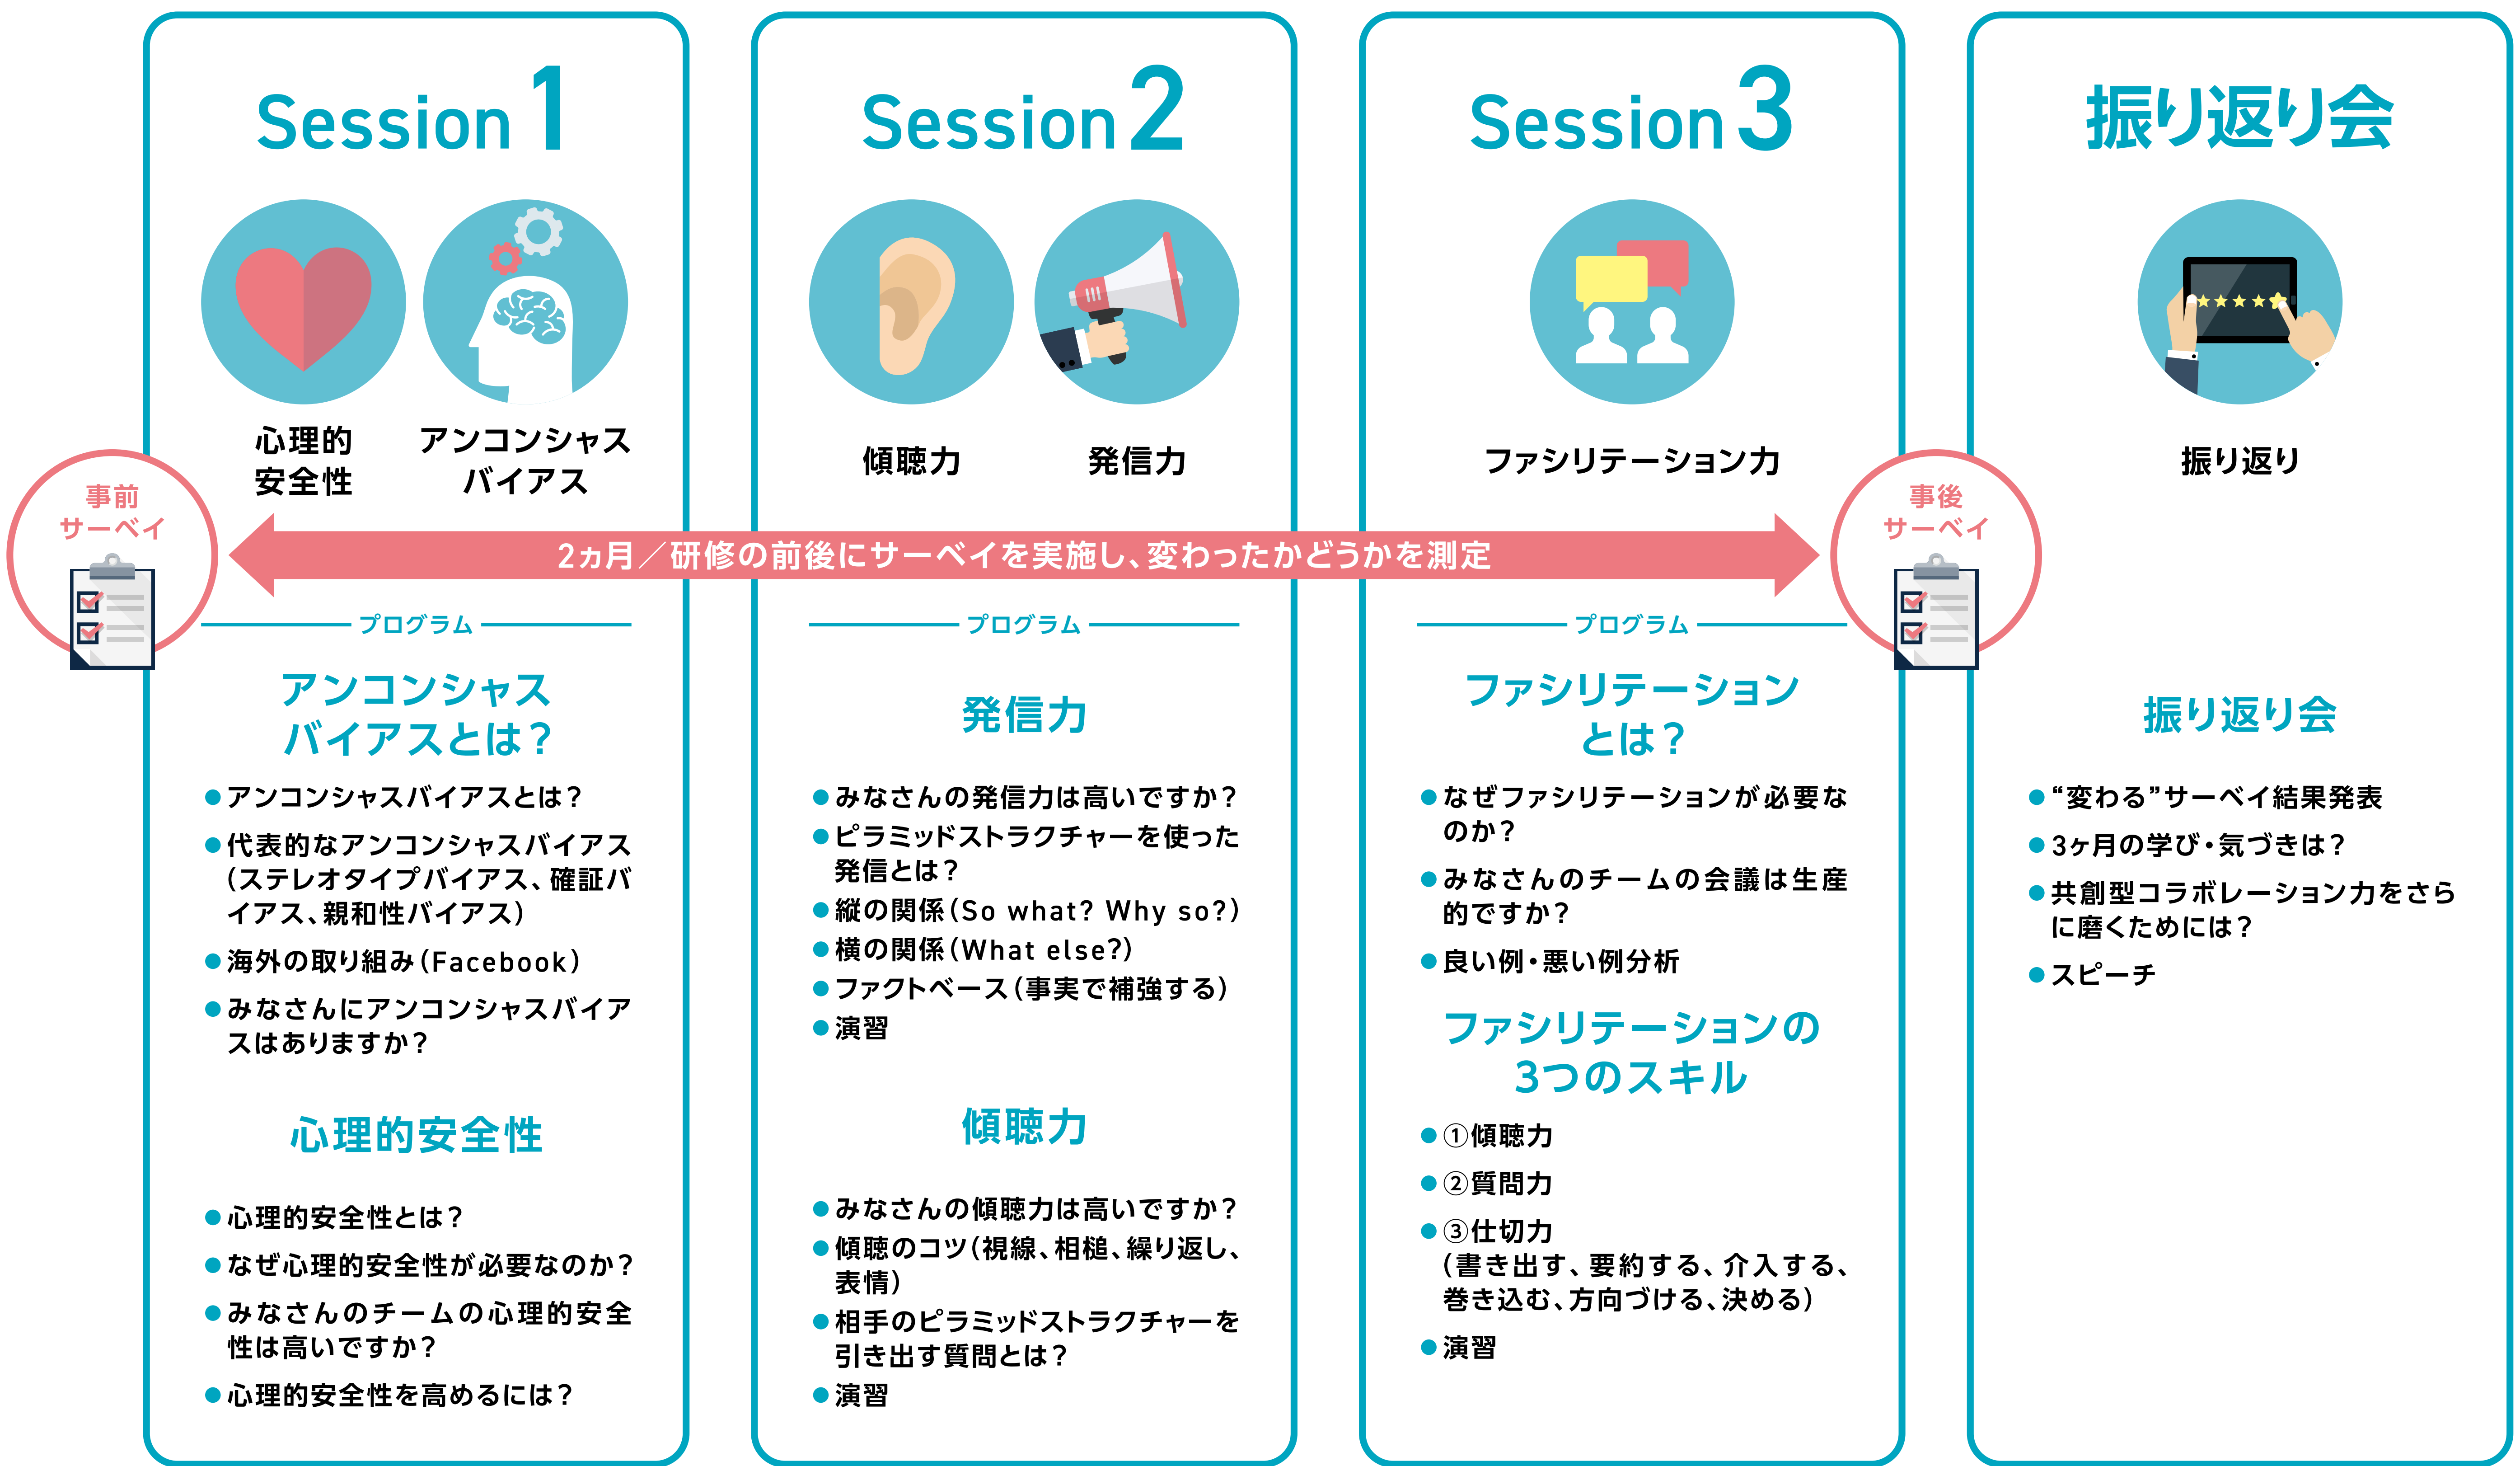 Session 1
心理的
安全性
アンコンシャス
バイアス
事前
サーベイ
2ヵ月／研修の前後にサーベイを実施し、変わったかどうかを測定
プログラム
アンコンシャス
バイアスとは？
●アンコンシャスバイアスとは？
●代表的なアンコンシャスバイアス
（ステレオタイプバイアス、確証バ
イアス、親和性バイアス）
●海外の取り組み（Facebook）
●みなさんにアンコンシャスバイア
スはありますか？
心理的安全性
●心理的安全性とは？
●なぜ心理的安全性が必要なのか？
●みなさんのチームの心理的安全
性は高いですか？
●心理的安全性を高めるには？
Session 2
傾聴力
発信力
プログラム
発信力
●みなさんの発信力は高いですか？
●ピラミッドストラクチャーを使った
発信とは？
●縦の関係（So what? Why so?）
●横の関係（What else?）
●ファクトベース（事実で補強する）
●演習
傾聴力
●みなさんの傾聴力は高いですか？
●傾聴のコツ（視線、相槌、繰り返し、
表情）
●相手のピラミッドストラクチャーを
引き出す質問とは？
●演習
Session 3
ファシリテーション力
プログラム
ファシリテーション
とは？
●なぜファシリテーションが必要な
のか？
●みなさんのチームの会議は生産
的ですか？
●良い例・悪い例分析
ファシリテーションの
3つのスキル
●①傾聴力
●②質問力
●③仕切力
（書き出す、要約する、介入する、
巻き込む、方向づける、決める）
●演習
事後
サーベイ
振り返り会
振り返り
振り返り会
●“変わる”サーベイ結果発表
●3ヶ月の学び・気づきは？
●共創型コラボレーション力をさら
に磨くためには？
●スピーチ